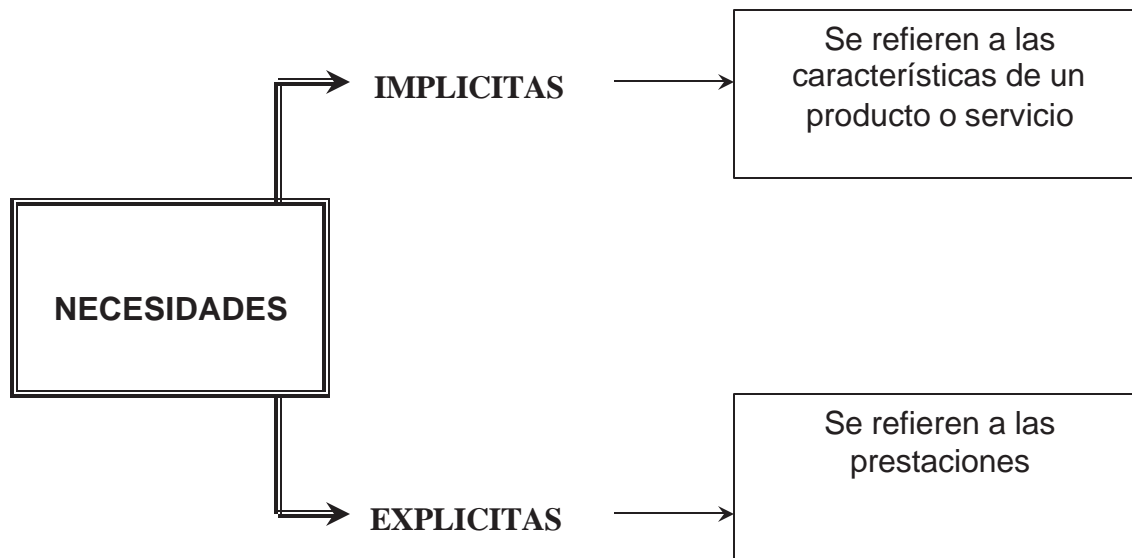 Se refieren a las
características de un
producto o servicio
IMPLICITAS
NECESIDADES
Se refieren a las
prestaciones
EXPLICITAS